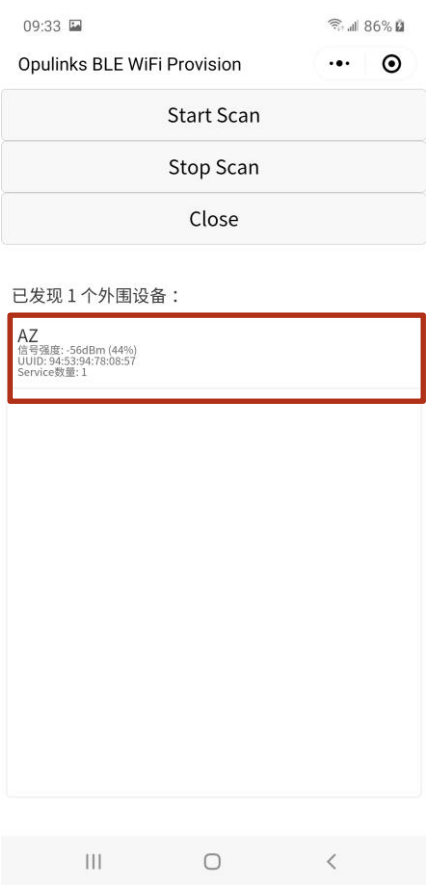 09:33 86%
Opulinks BLE WiFi Provision
Start Scan
Stop Scan
Close
已发现 1 个外围设备：
AZ
信号强度: -56dBm (44%)
UUID: 94:53:94:78:08:57
Service数量: 1